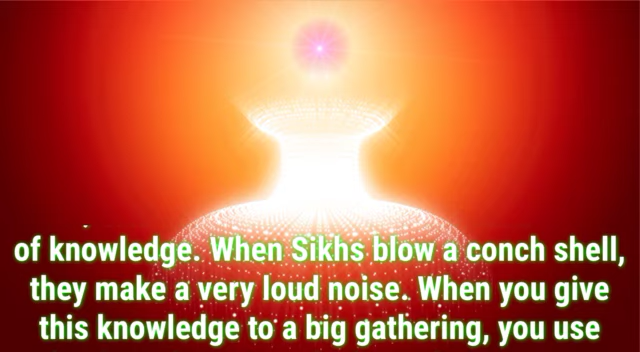 of knowledge. When Sikhs blow a conch shell,
they make a very loud noise. When you give
this knowledge to a big gathering, you use